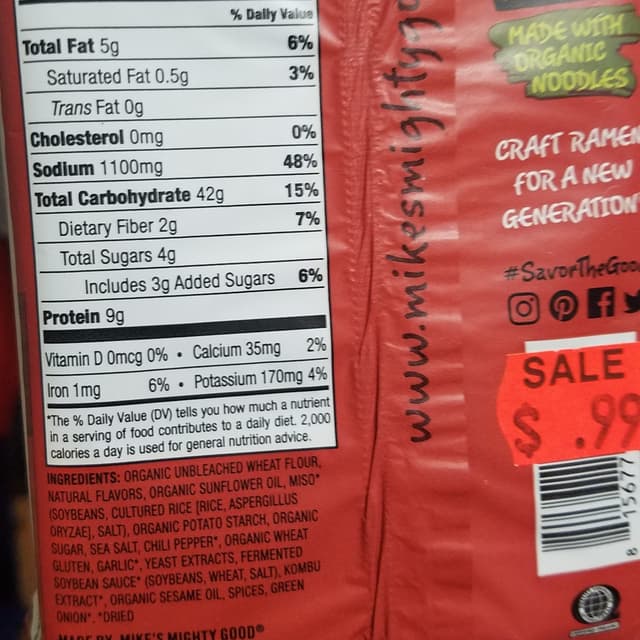 % Daily Value
Total Fat 5g 6%
Saturated Fat 0.5g 3%
Trans Fat 0g
Cholesterol 0mg 0%
Sodium 1100mg 48%
Total Carbohydrate 42g 15%
Dietary Fiber 2g 7%
Total Sugars 4g
Includes 3g Added Sugars 6%
Protein 9g
Vitamin D 0mcg 0% • Calcium 35mg 2%
Iron 1mg 6% • Potassium 170mg 4%
*The % Daily Value (DV) tells you how much a nutrient
in a serving of food contributes to a daily diet. 2,000
calories a day is used for general nutrition advice.
INGREDIENTS: ORGANIC UNBLEACHED WHEAT FLOUR,
NATURAL FLAVORS, ORGANIC SUNFLOWER OIL, MISO*
(SOYBEANS, CULTURED RICE [RICE, ASPERGILLUS
ORYZAE], SALT), ORGANIC POTATO STARCH, ORGANIC
SUGAR, SEA SALT, CHILI PEPPER*, ORGANIC WHEAT
GLUTEN, GARLIC*, YEAST EXTRACTS, FERMENTED
SOYBEAN SAUCE* (SOYBEANS, WHEAT, SALT), KOMBU
EXTRACT*, ORGANIC SESAME OIL, SPICES, GREEN
ONION*. *DRIED
MADE BY MIKE'S MIGHTY GOOD®
www.mikesmightygo
MADE WITH
ORGANIC
NOODLES
CRAFT RAMEN
FOR A NEW
GENERATION
#SavorTheGoo
SALE
$ .99
8 15677